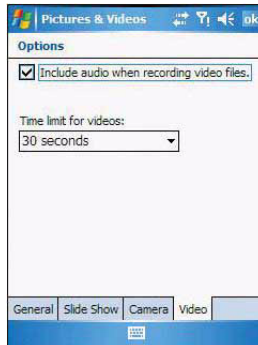 Pictures & Videos ok
Options
Include audio when recording video files.
Time limit for videos:
30 seconds
General Slide Show Camera Video